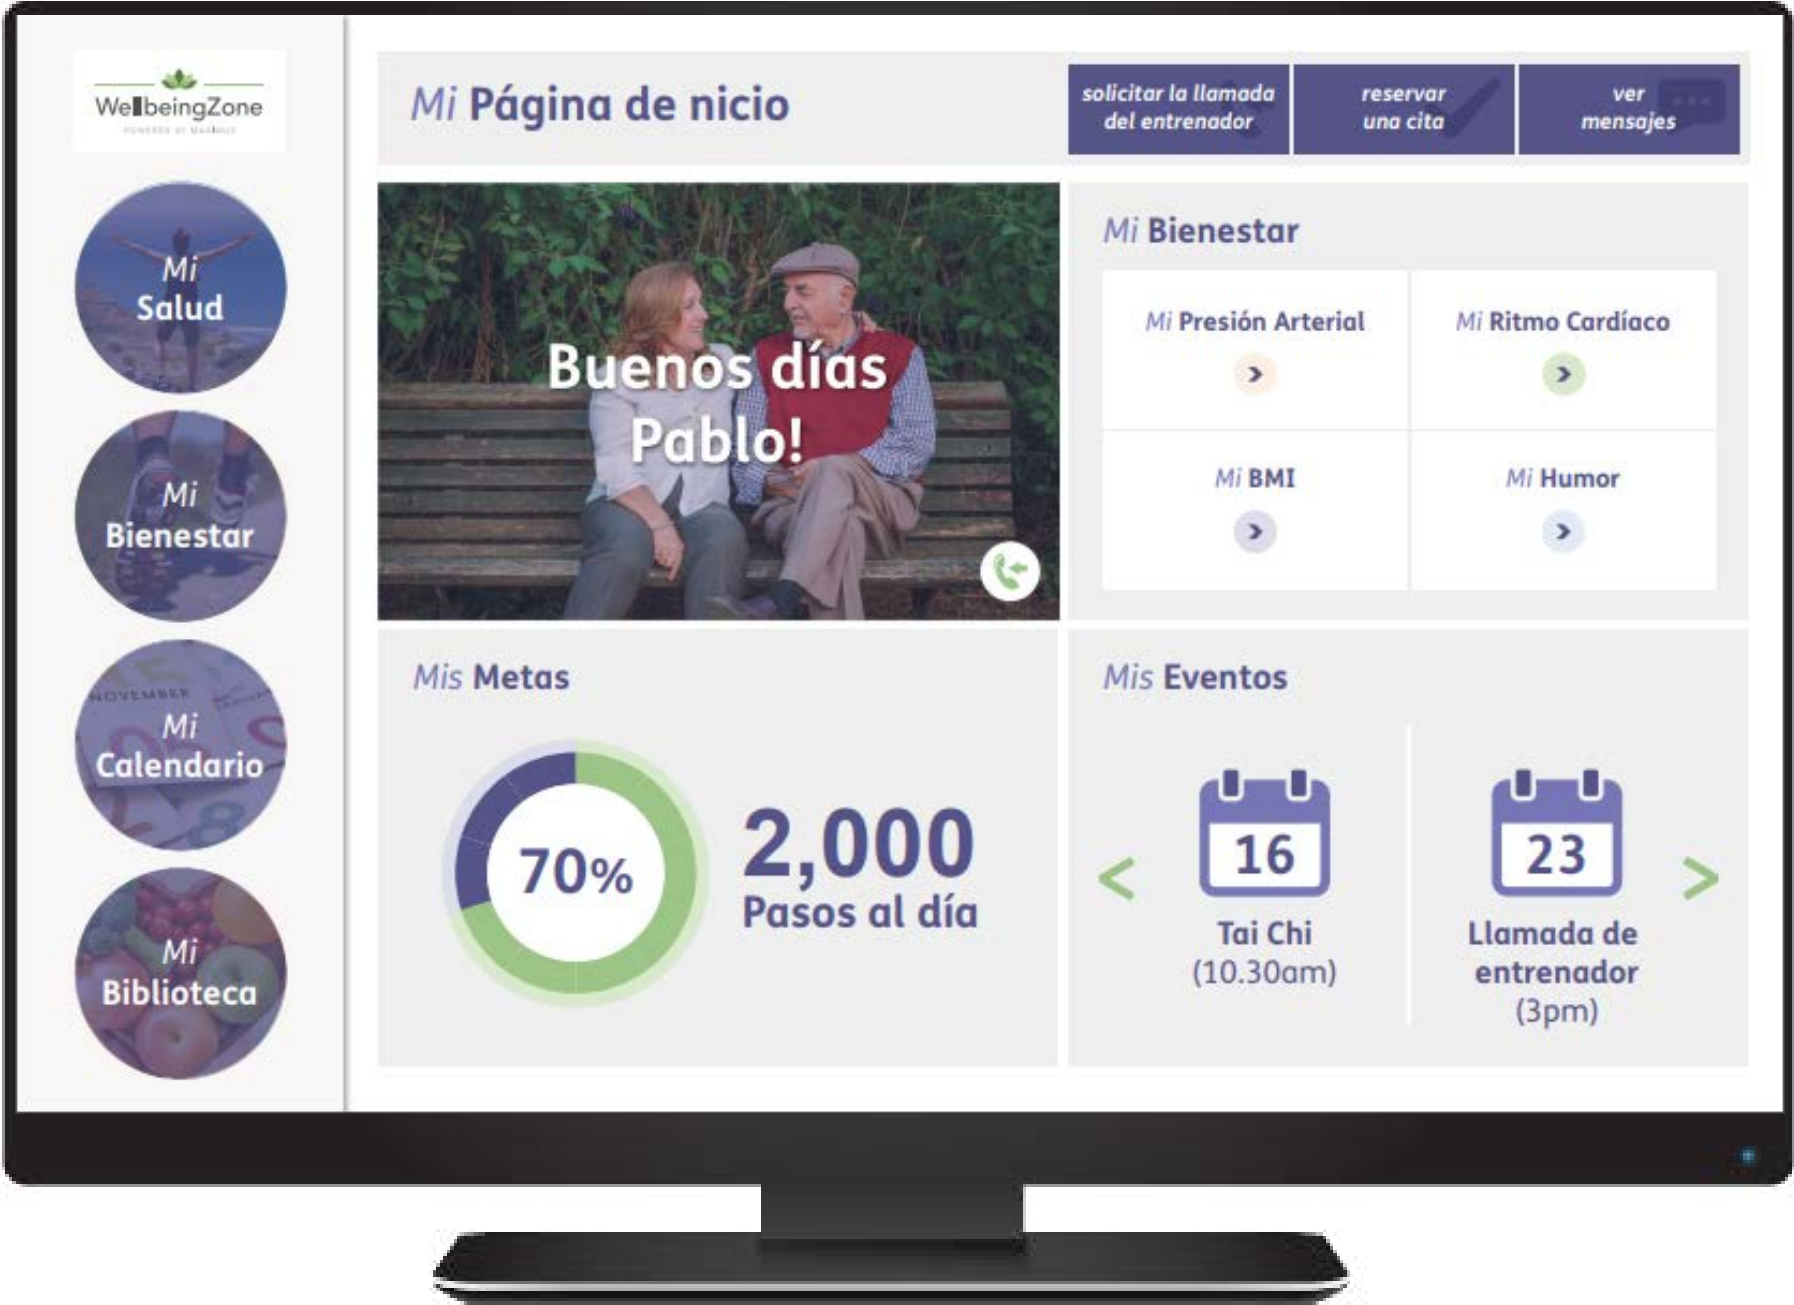 WellbeingZone
POWERED BY MAXIMUS
Mi
Salud
Mi
Bienestar
NOVEMBER
Mi
Calendario
Mi
Biblioteca
Mi Página de nicio
solicitar la llamada
del entrenador
reservar
una cita
ver
mensajes
Buenos días
Pablo!
Mi Bienestar
Mi Presión Arterial
Mi Ritmo Cardíaco
Mi BMI
Mi Humor
Mis Metas
70%
2,000
Pasos al día
Mis Eventos
<
16
Tai Chi
(10.30am)
23
Llamada de
entrenador
(3pm)
>